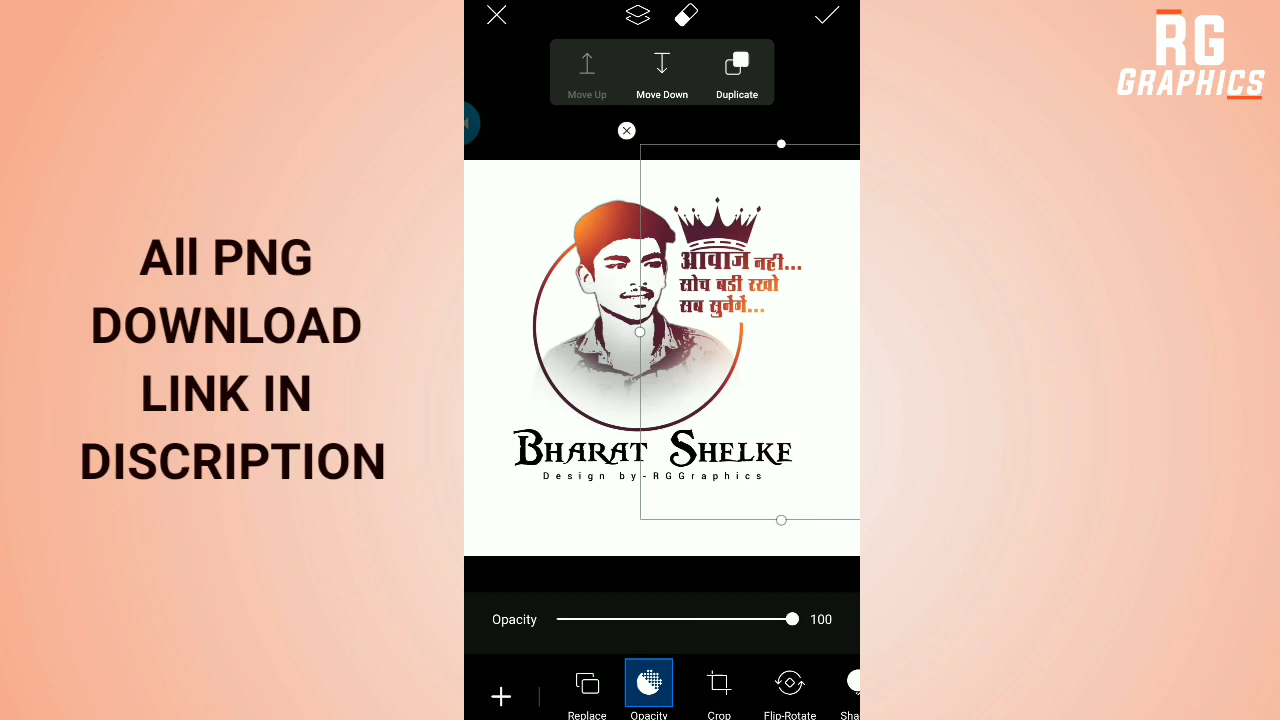 RG
GRAPHICS
All PNG
DOWNLOAD
LINK IN
DISCRIPTION
Move Up
Move Down
Duplicate
आवाज नही...
सोच बडी रखो
सब सुनेगे...
BHARAT SHELKE
Design by-RGGraphics
Opacity
100
Replace
Opacity
Crop
Flip-Rotate
Sha